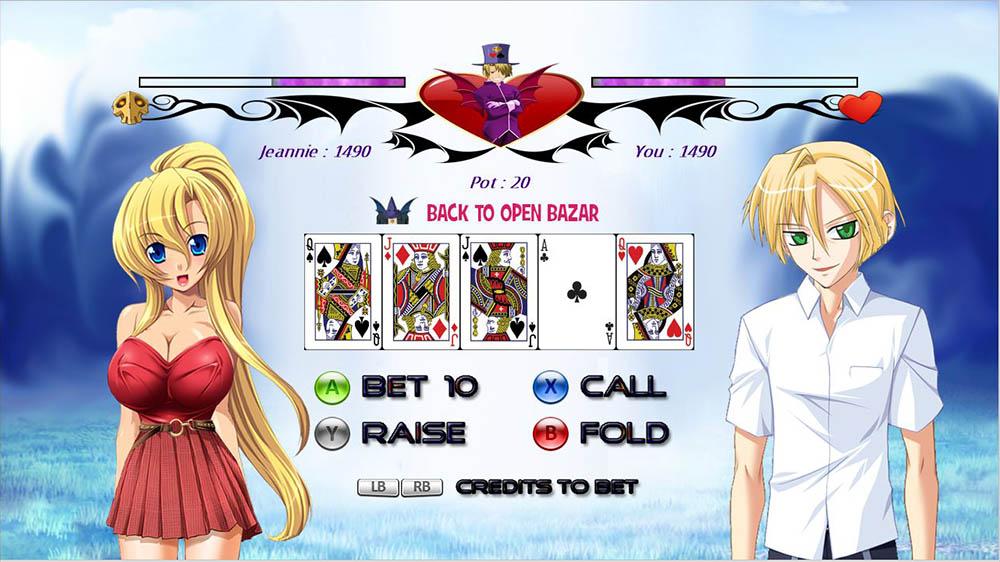 Jeannie : 1490
You : 1490
Pot : 20
BACK TO OPEN BAZAR
Q J J A Q
Q J J A Q
A BET 10
X CALL
Y RAISE
B FOLD
LB RB CREDITS TO BET